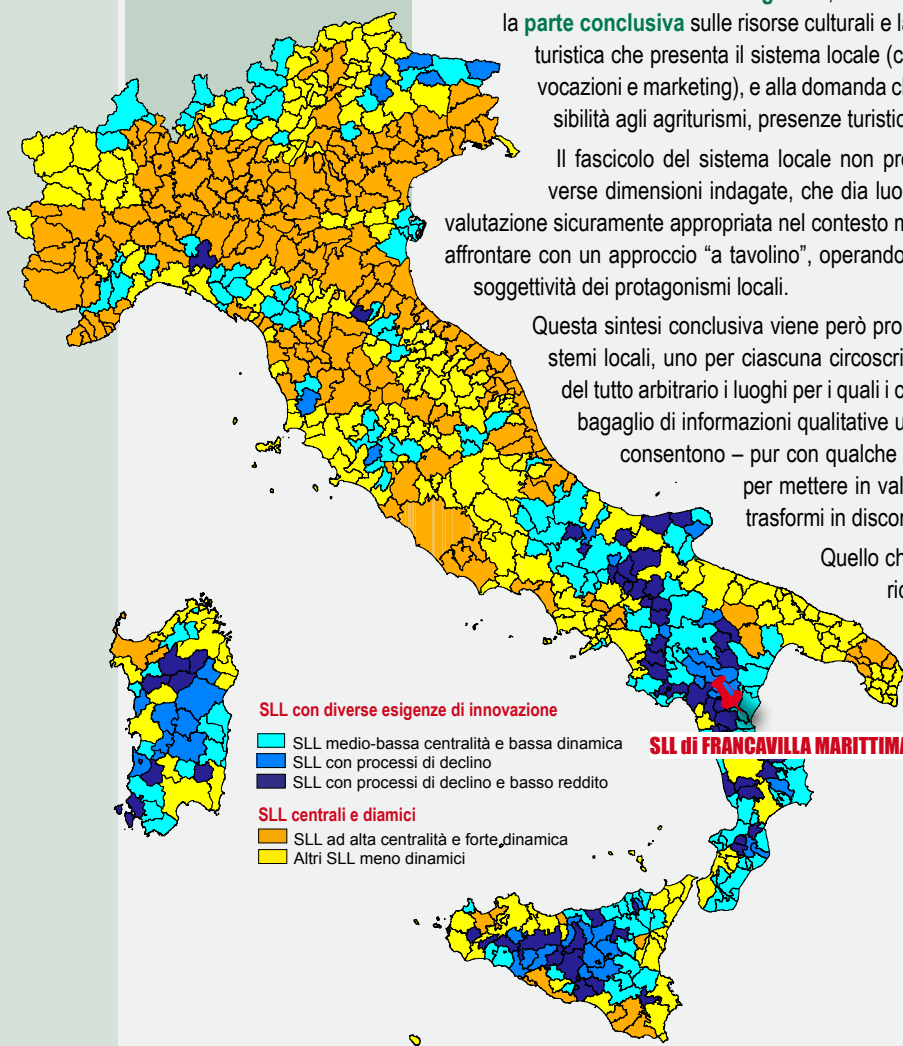 la parte conclusiva sulle risorse culturali e la
turistica che presenta il sistema locale (c
vocazioni e marketing), e alla domanda c
sibilità agli agriturismi, presenze turistic
Il fascicolo del sistema locale non pre
verse dimensioni indagate, che dia luo
valutazione sicuramente appropriata nel contesto m
affrontare con un approccio “a tavolino”, operando
soggettività dei protagonismi locali.
Questa sintesi conclusiva viene però pro
stemi locali, uno per ciascuna circoscri
del tutto arbitrario i luoghi per i quali i c
bagaglio di informazioni qualitative u
consentono – pur con qualche
per mettere in val
trasformi in discor
Quello ch
ric
SLL con diverse esigenze di innovazione
SLL medio-bassa centralità e bassa dinamica
SLL con processi di declino
SLL con processi di declino e basso reddito
SLL di FRANCAVILLA MARITTIMA
SLL centrali e diamici
SLL ad alta centralità e forte dinamica
Altri SLL meno dinamici